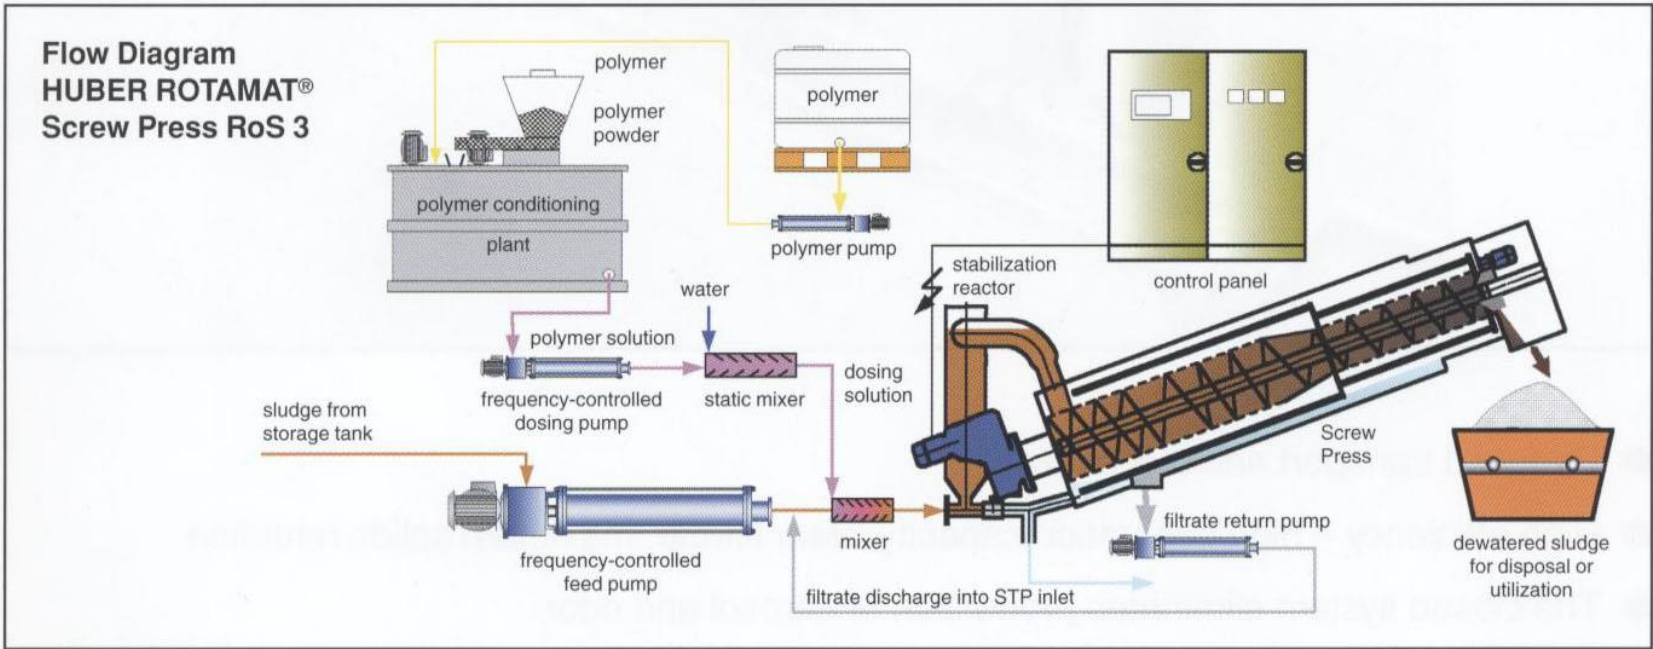 Flow Diagram
HUBER ROTAMAT®
Screw Press RoS 3
polymer
polymer
powder
polymer conditioning
plant
polymer
polymer pump
control panel
stabilization
reactor
water
polymer solution
frequency-controlled
dosing pump
static mixer
dosing
solution
sludge from
storage tank
frequency-controlled
feed pump
mixer
filtrate discharge into STP inlet
filtrate return pump
Screw
Press
dewatered sludge
for disposal or
utilization